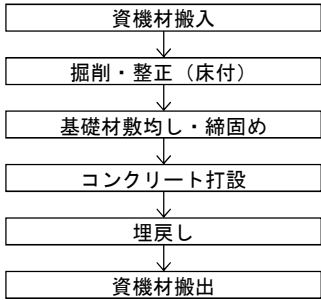 資機材搬入
掘削・整正（床付）
基礎材敷均し・締固め
コンクリート打設
埋戻し
資機材搬出